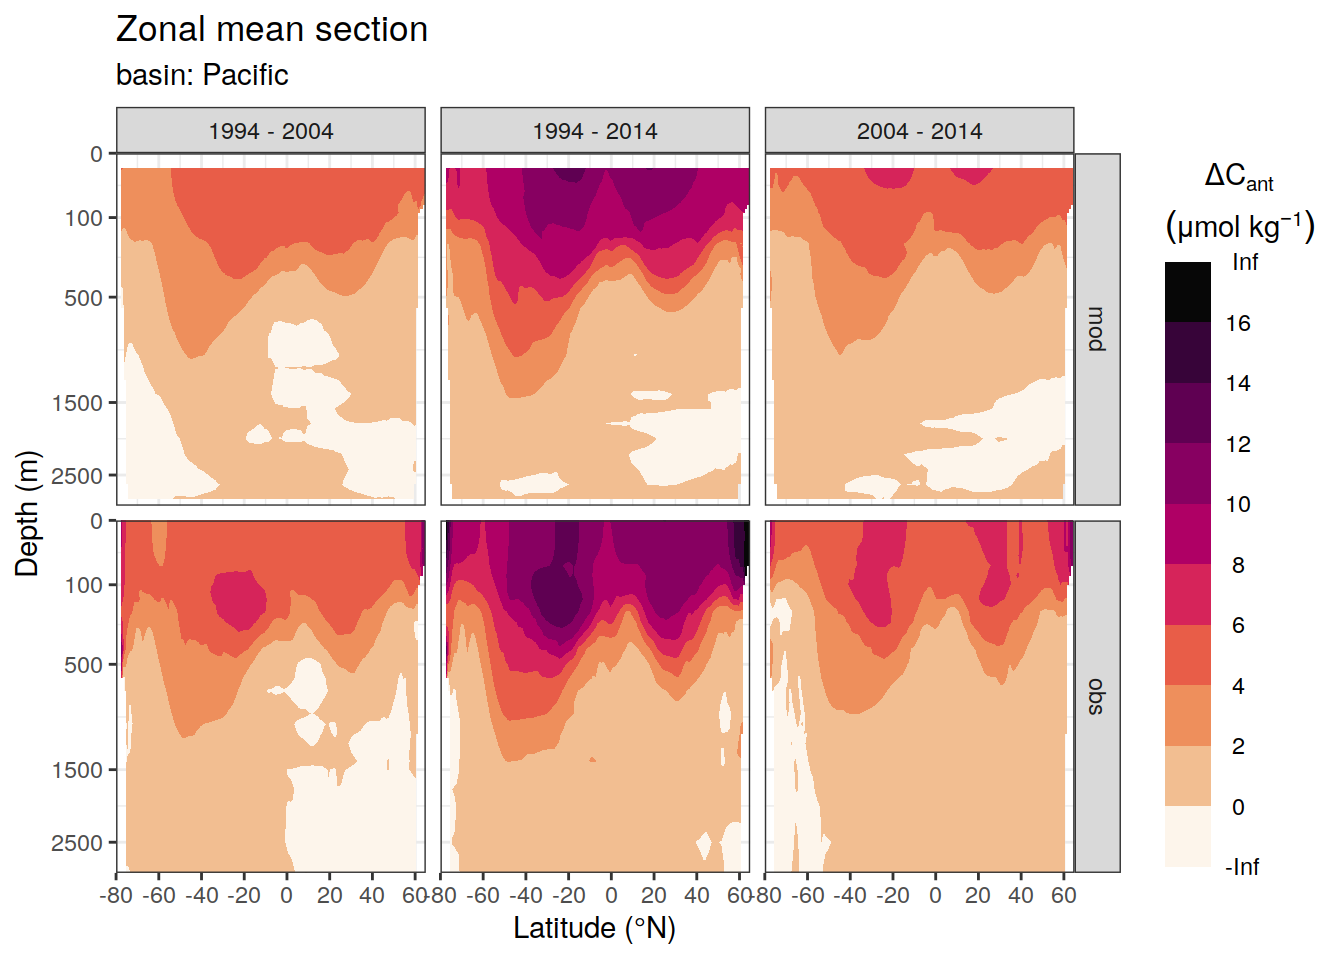 Zonal mean section
basin: Pacific
1994 - 2004
1994 - 2014
2004 - 2014
0
100
500
1500
2500
mod
0
100
500
1500
2500
obs
Depth (m)
-80 -60 -40 -20 0 20 40 60
-80 -60 -40 -20 0 20 40 60
-80 -60 -40 -20 0 20 40 60
Latitude (°N)
ΔCant
(μmol kg⁻¹)
Inf
16
14
12
10
8
6
4
2
0
-Inf